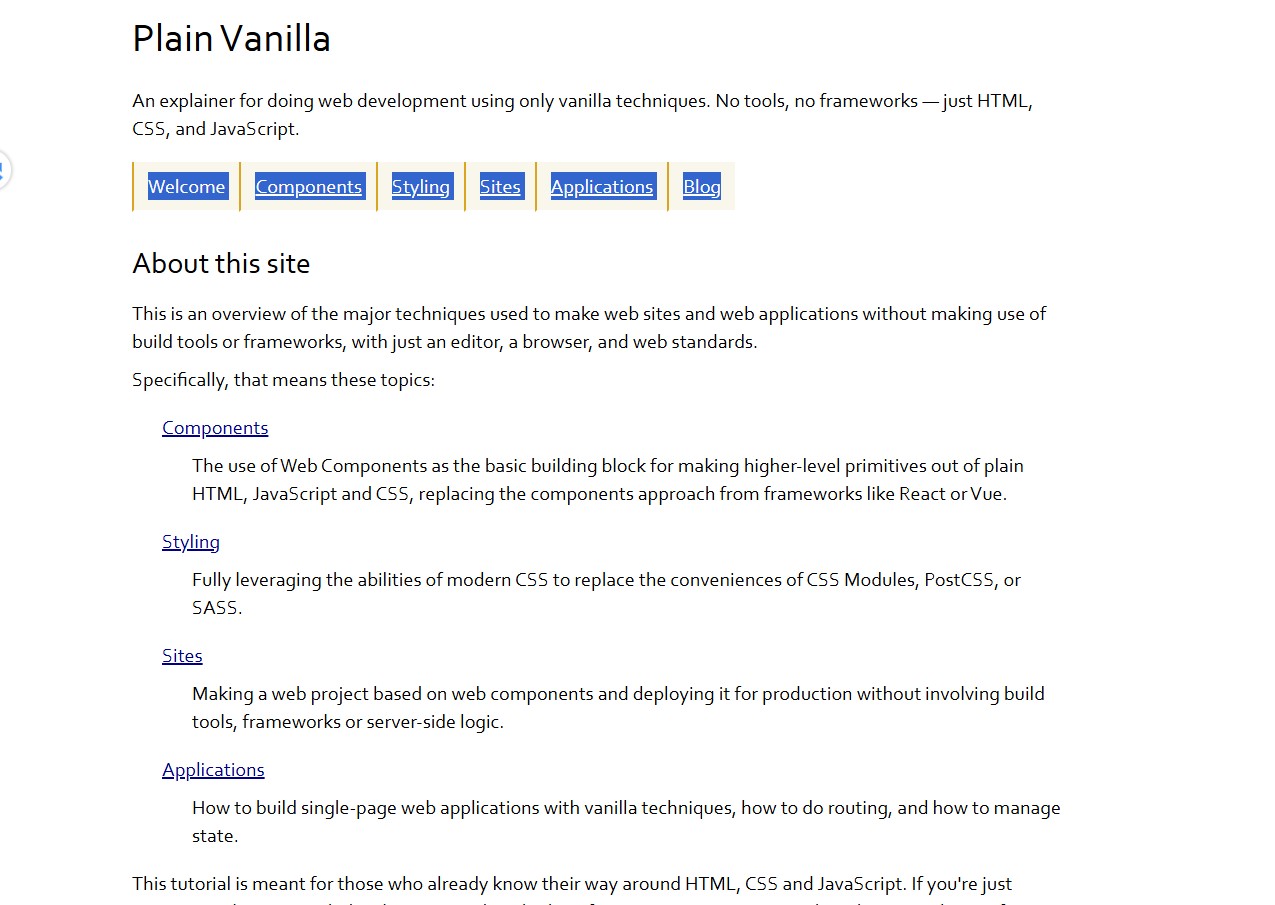 Plain Vanilla
An explainer for doing web development using only vanilla techniques. No tools, no frameworks — just HTML,
CSS, and JavaScript.
Welcome Components Styling Sites Applications Blog
About this site
This is an overview of the major techniques used to make web sites and web applications without making use of
build tools or frameworks, with just an editor, a browser, and web standards.
Specifically, that means these topics:
Components
The use of Web Components as the basic building block for making higher-level primitives out of plain
HTML, JavaScript and CSS, replacing the components approach from frameworks like React or Vue.
Styling
Fully leveraging the abilities of modern CSS to replace the conveniences of CSS Modules, PostCSS, or
SASS.
Sites
Making a web project based on web components and deploying it for production without involving build
tools, frameworks or server-side logic.
Applications
How to build single-page web applications with vanilla techniques, how to do routing, and how to manage
state.
This tutorial is meant for those who already know their way around HTML, CSS and JavaScript. If you're just